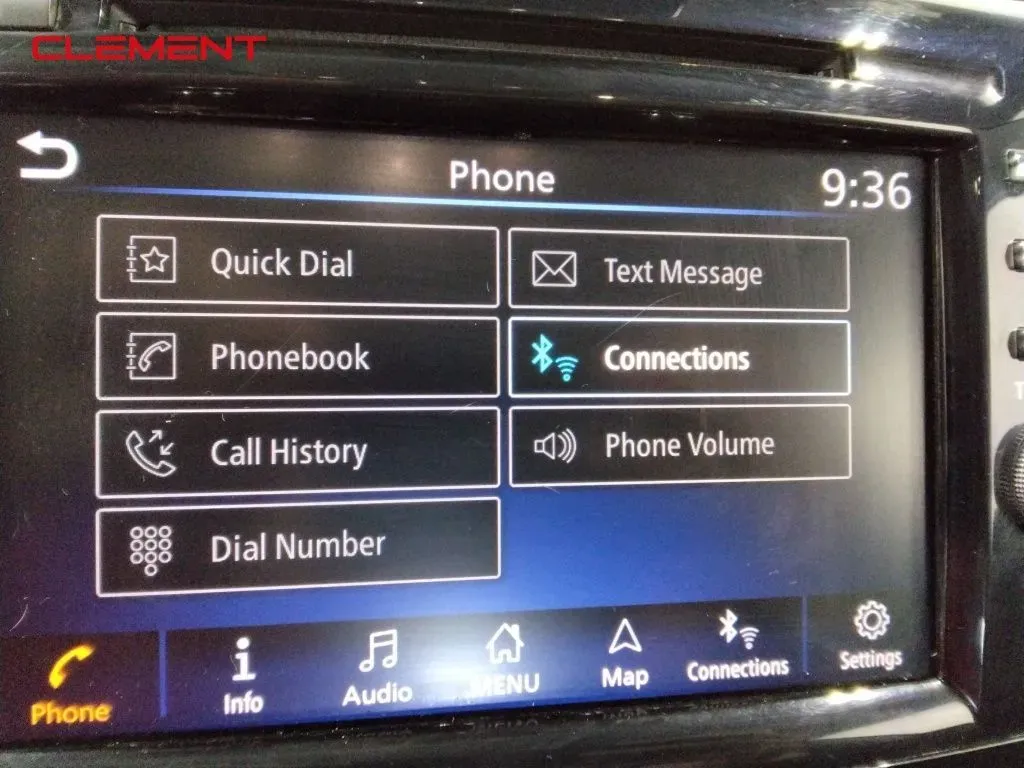 CLEMENT
Phone
9:36
Quick Dial
Text Message
Phonebook
Connections
Call History
Phone Volume
Dial Number
Phone
Info
Audio
MENU
Map
Connections
Settings